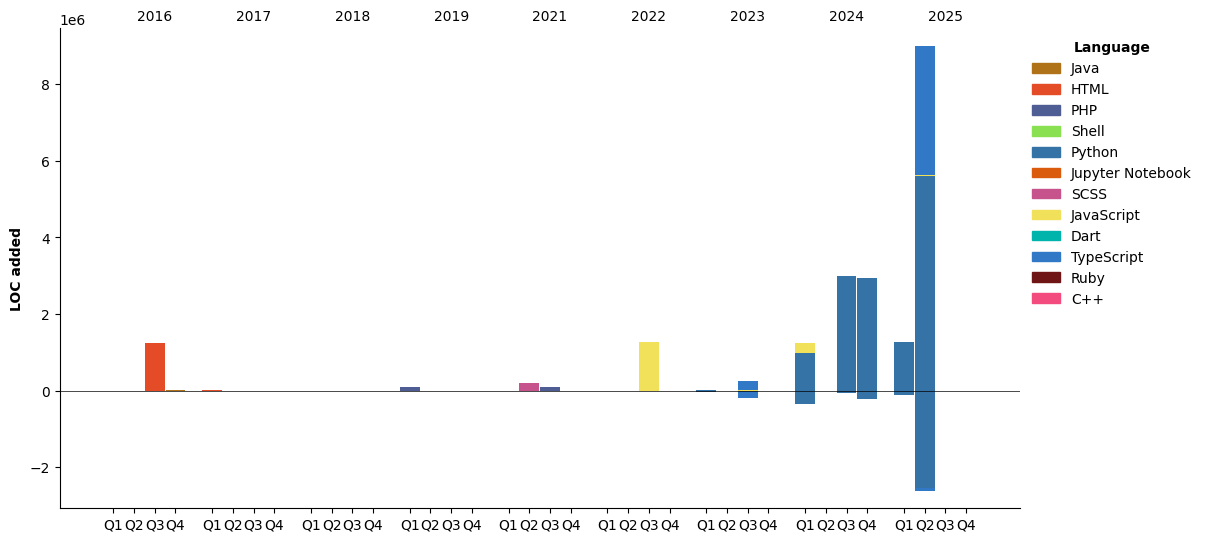 1e6
2016 2017 2018 2019 2021 2022 2023 2024 2025
LOC added
8
6
4
2
0
−2
Q1 Q2 Q3 Q4 Q1 Q2 Q3 Q4 Q1 Q2 Q3 Q4 Q1 Q2 Q3 Q4 Q1 Q2 Q3 Q4 Q1 Q2 Q3 Q4 Q1 Q2 Q3 Q4 Q1 Q2 Q3 Q4 Q1 Q2 Q3 Q4
Language
Java
HTML
PHP
Shell
Python
Jupyter Notebook
SCSS
JavaScript
Dart
TypeScript
Ruby
C++